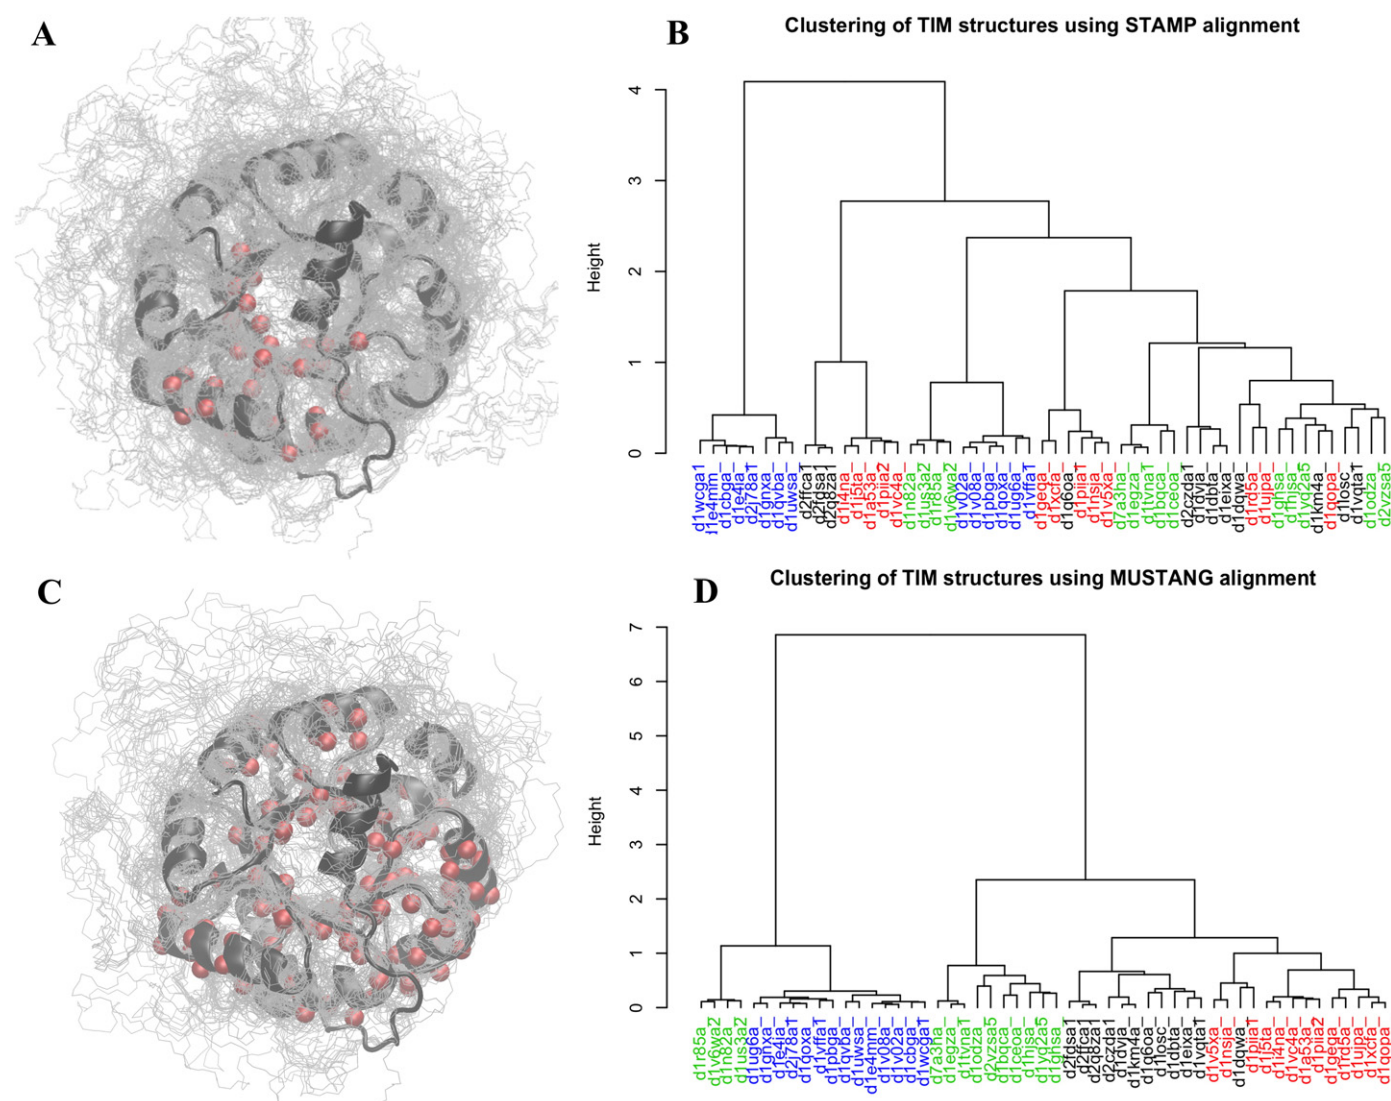 A
B
Clustering of TIM structures using STAMP alignment
Height
4
3
2
1
0
d1wcga1
d1e4mm_
d1cbga_
d1e4ia_
d2j78a1
d1gnxa_
d1qvba_
d1uwsa_
d2ffca1
d2fdsa1
d2q8za1
d1i4na_
d1j5ta_
d1a53a_
d1piia2
d1vc4a_
d1n82a_
d1us3a2
d1r85a_
d1v6wa2
d1v02a_
d1v08a_
d1pbga_
d1qoxa_
d1ug6a_
d1vffa1
d1geqa_
d1xcfa_
d1q6oa_
d1piia1
d1nsja_
d1v5xa_
d7a3ha_
d1egza_
d1tvna1
d1bqca_
d1ceoa_
d2czda1
d1dvja_
d1dbta_
d1eixa_
d1dqwa_
d1rd5a_
d1ujpa_
d1ghsa_
d1hjsa_
d1yq2a5
d1km4a_
d1qopa_
d1losc_
d1vqta1
d1odza_
d2vzsa5
C
D
Clustering of TIM structures using MUSTANG alignment
Height
7
6
5
4
3
2
1
0
d1r85a_
d1v6wa2
d1n82a_
d1us3a2
d1ug6a_
d1gnxa_
d1e4ia_
d2j78a1
d1qoxa_
d1vffa1
d1pbga_
d1qvba_
d1uwsa_
d1e4mm_
d1v08a_
d1v02a_
d1cbga_
d1wcga1
d7a3ha_
d1egza_
d1tvna1
d1odza_
d2vzsa5
d1bqca_
d1ceoa_
d1hjsa_
d1yq2a5
d1ghsa_
d2fdsa1
d2ffca1
d2q8za1
d2czda1
d1dvja_
d1km4a_
d1q6oa_
d1losc_
d1dbta_
d1eixa_
d1vqta1
d1v5xa_
d1nsja_
d1dqwa_
d1piia1
d1j5ta_
d1i4na_
d1vc4a_
d1a53a_
d1piia2
d1geqa_
d1rd5a_
d1ujpa_
d1xcfa_
d1qopa_